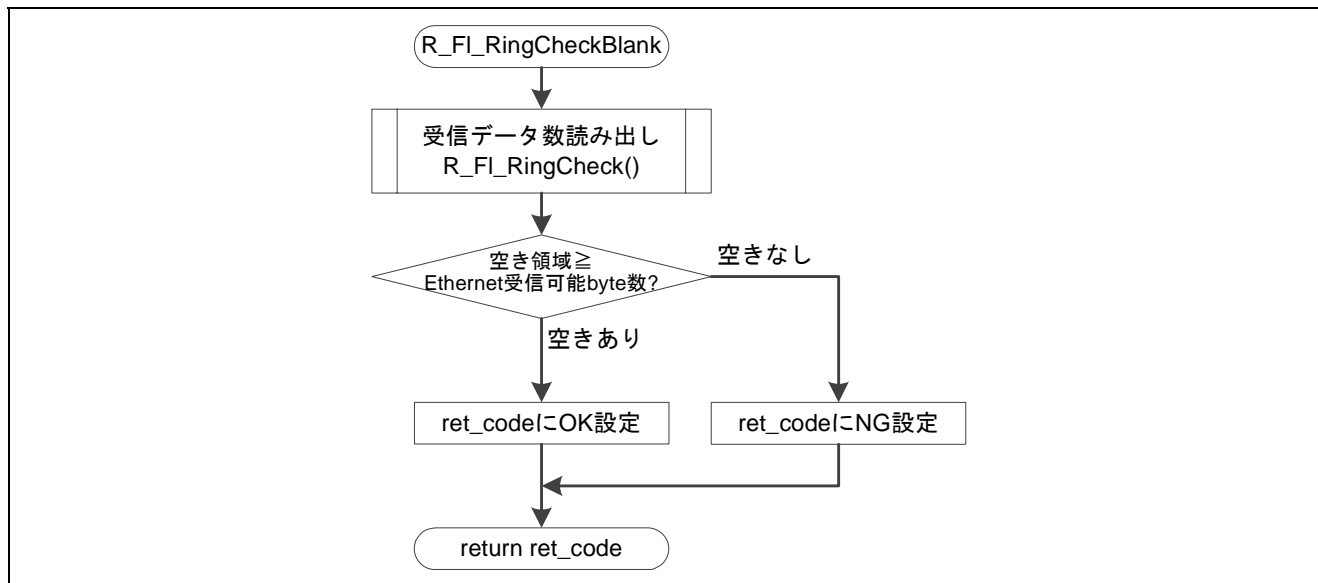 R_Fl_RingCheckBlank
受信データ数読み出し
R_Fl_RingCheck()
空き領域≧
Ethernet受信可能byte数?
空きなし
空きあり
ret_codeにOK設定
ret_codeにNG設定
return ret_code